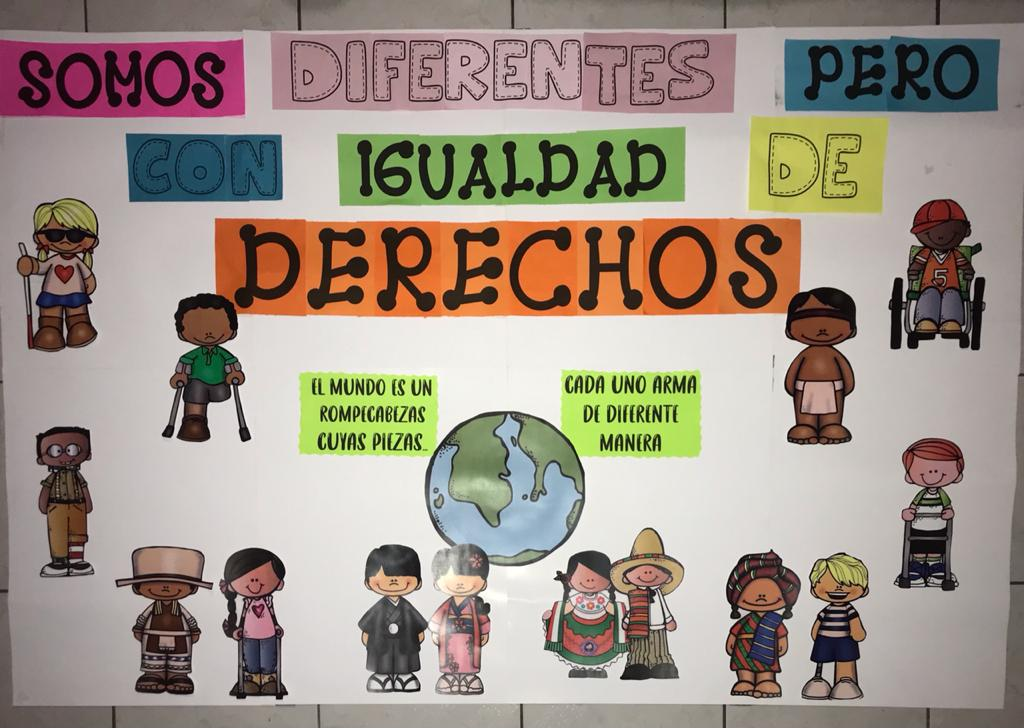 SOMOS DIFERENTES PERO
CON IGUALDAD DE
DERECHOS
EL MUNDO ES UN
ROMPECABEZAS
CUYAS PIEZAS...
CADA UNO ARMA
DE DIFERENTE
MANERA
5